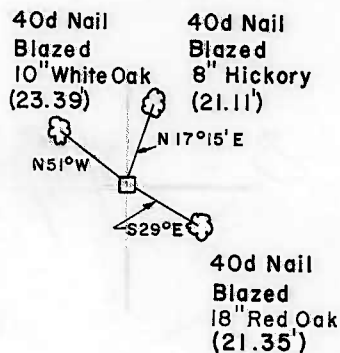 40d Nail
Blazed
10" White Oak
(23.39')
40d Nail
Blazed
8" Hickory
(21.11')
N 17°15' E
N51°W
S29°E
40d Nail
Blazed
18" Red Oak
(21.35')